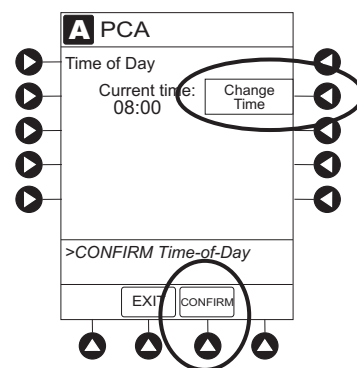 A PCA
Time of Day
Current time:
08:00
Change
Time
>CONFIRM Time-of-Day
EXIT
CONFIRM